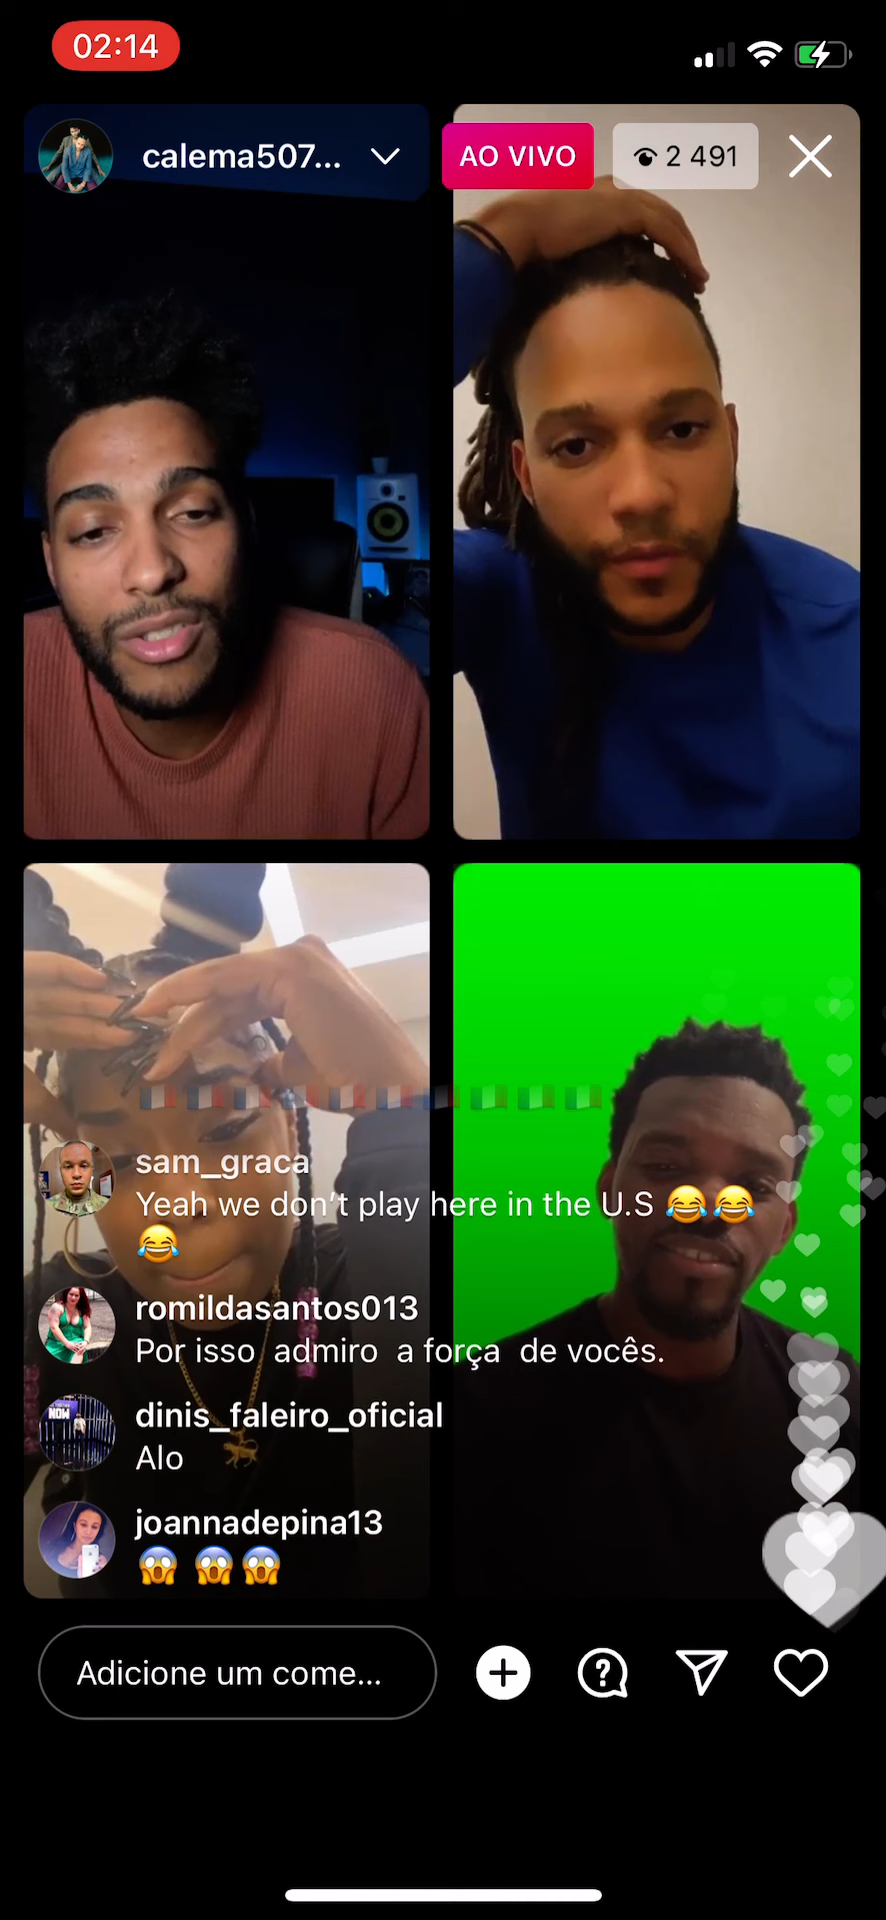 02:14
calema507...
AO VIVO
2 491
sam_graca
Yeah we don't play here in the U.S 😂😂
😂
romildasantos013
Por isso admiro a força de vocês.
dinis_faleiro_oficial
Alo
NOW
joannadepina13
😱 😱😱
Adicione um come...